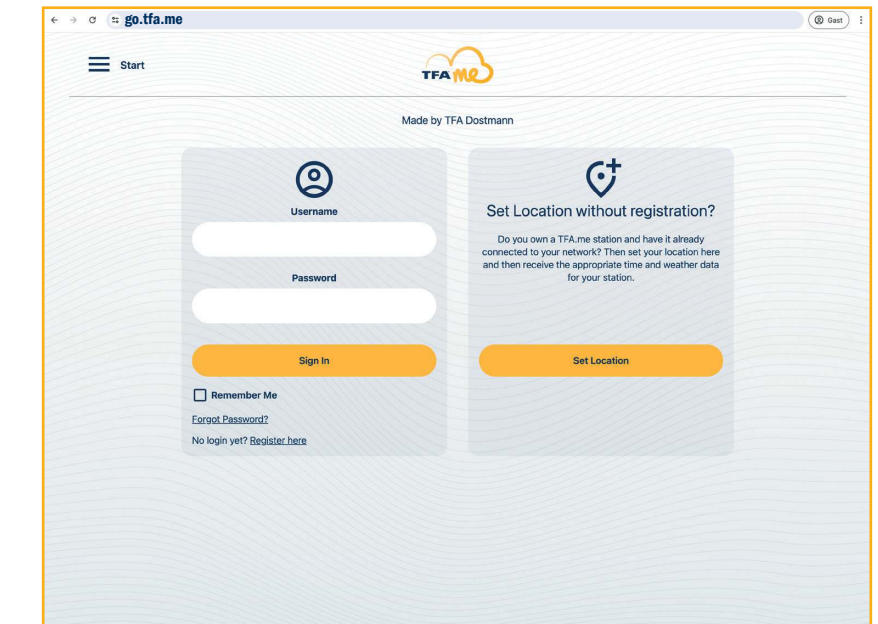 go.tfa.me
Gast
Start
TFA me
Made by TFA Dostmann
Username
Password
Sign In
Remember Me
Forgot Password?
No login yet? Register here
Set Location without registration?
Do you own a TFA.me station and have it already
connected to your network? Then set your location here
and then receive the appropriate time and weather data
for your station.
Set Location